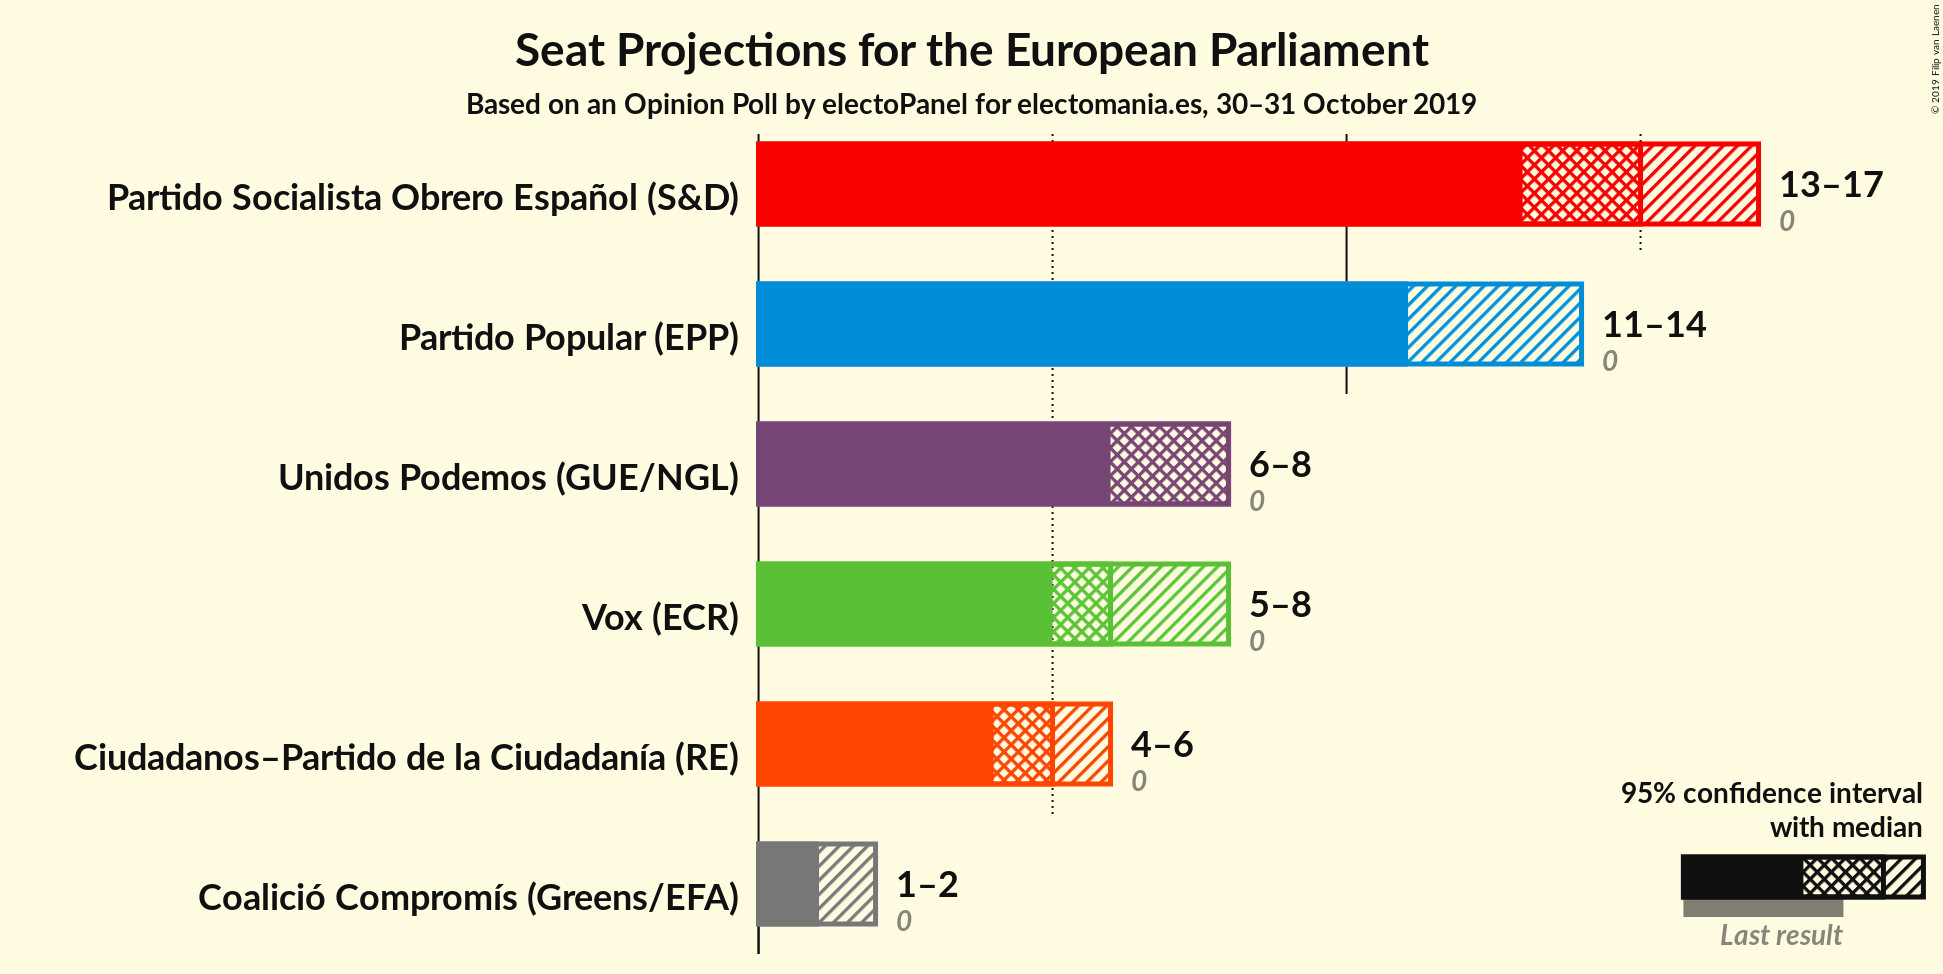 Seat Projections for the European Parliament
Based on an Opinion Poll by electoPanel for electomania.es, 30–31 October 2019
© 2019 Filip van Laenen
Partido Socialista Obrero Español (S&D)
13–17
0
Partido Popular (EPP)
11–14
0
Unidos Podemos (GUE/NGL)
6–8
0
Vox (ECR)
5–8
0
Ciudadanos–Partido de la Ciudadanía (RE)
4–6
0
Coalició Compromís (Greens/EFA)
1–2
0
95% confidence interval
with median
Last result